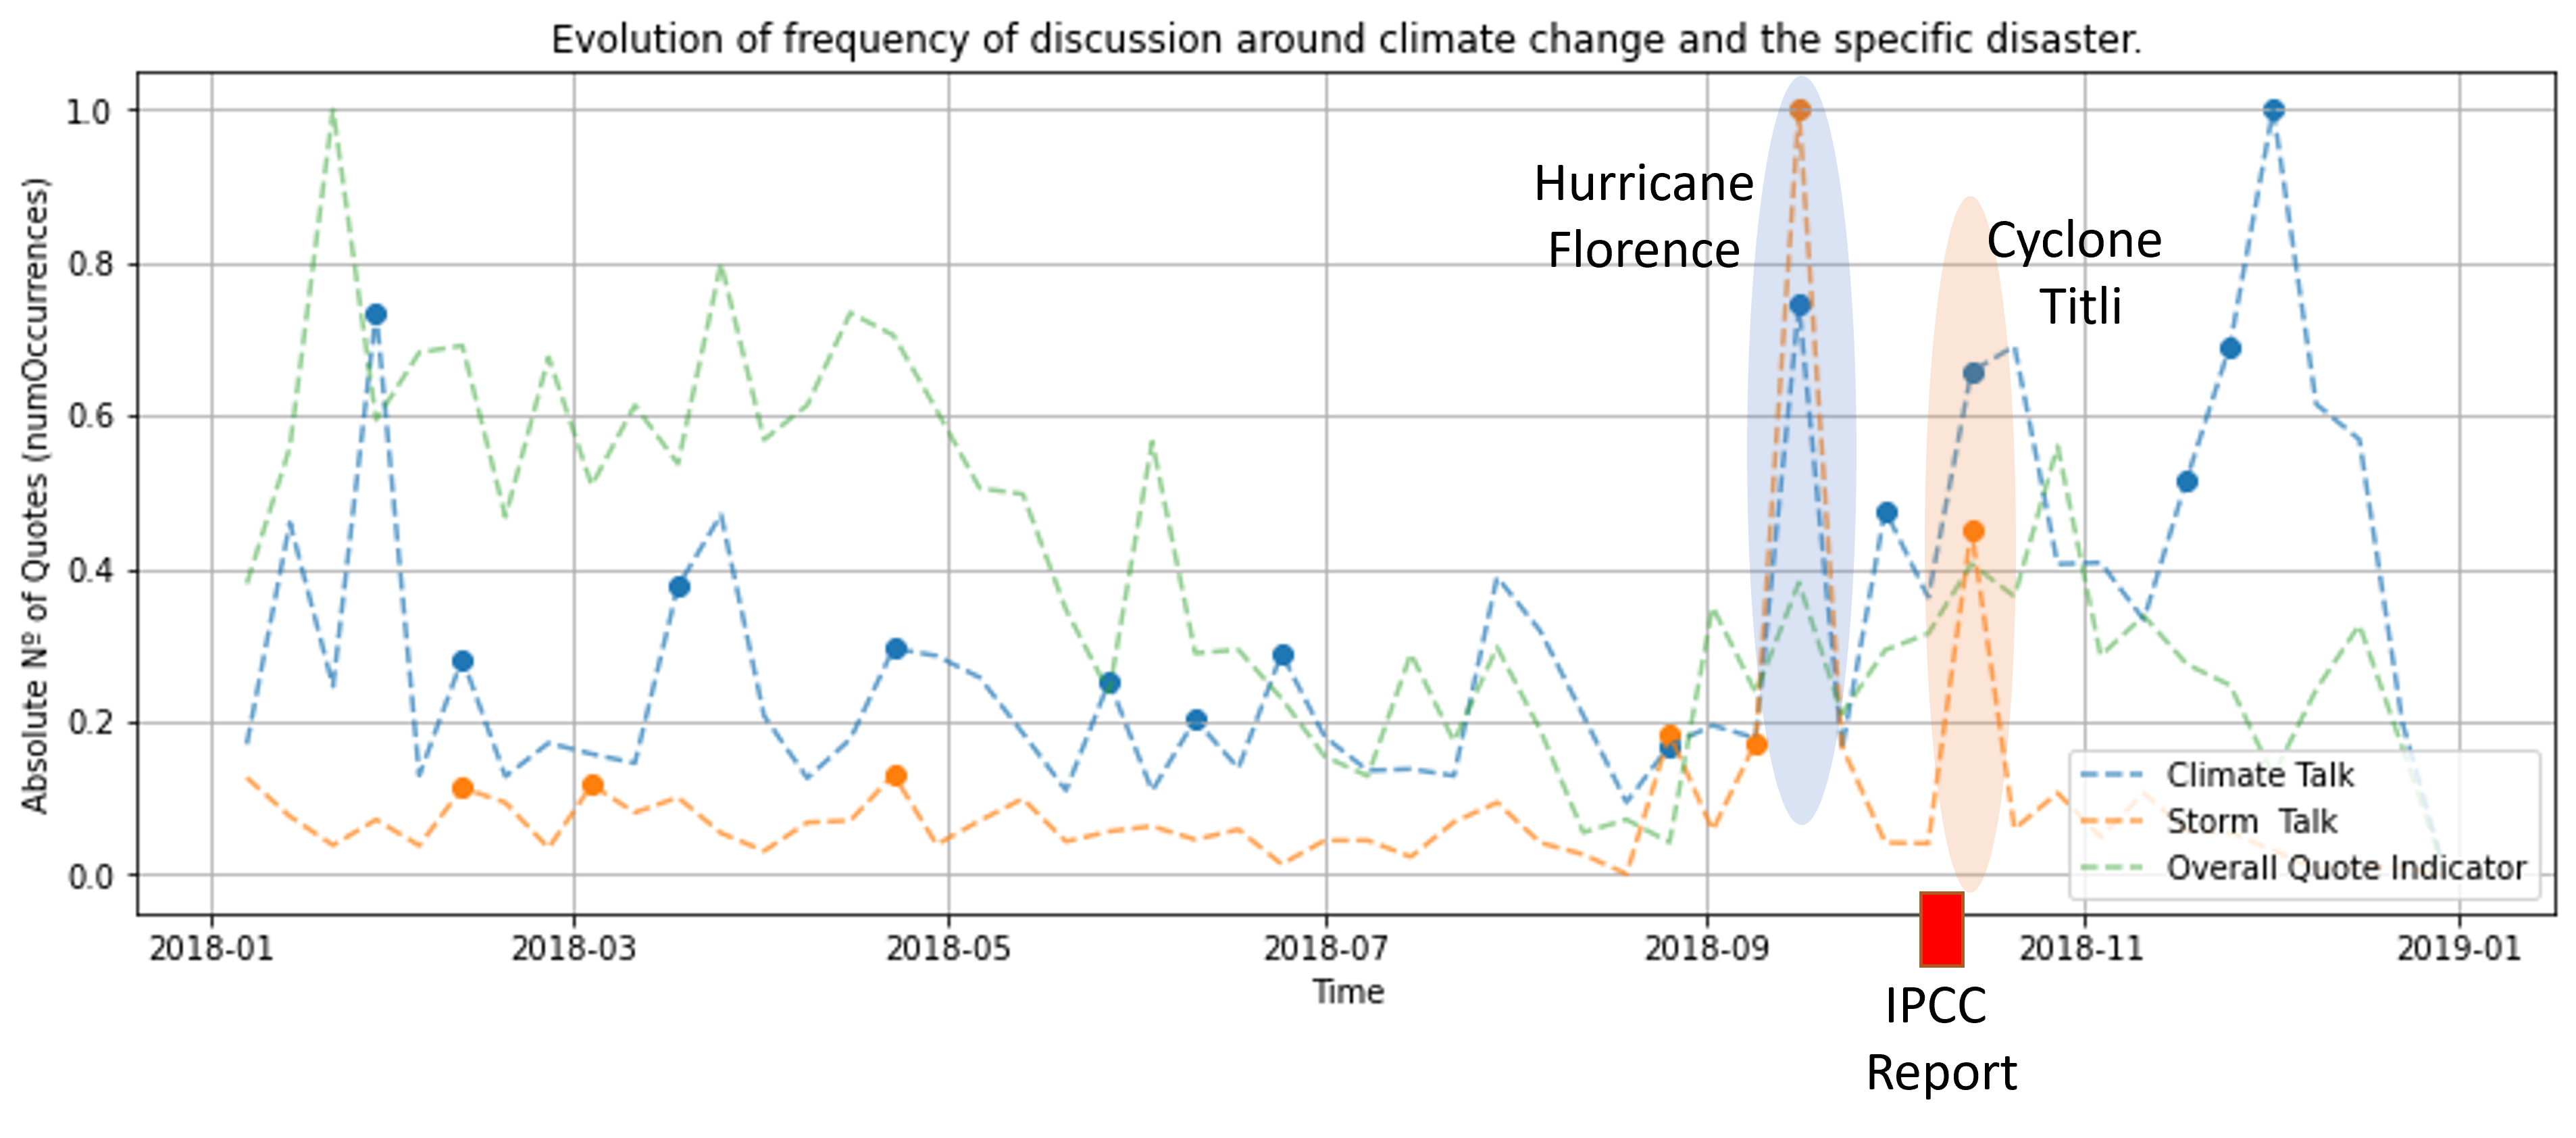 Evolution of frequency of discussion around climate change and the specific disaster.
Absolute Nº of Quotes (numOccurrences)
1.0
0.8
0.6
0.4
0.2
0.0
Hurricane
Florence
Cyclone
Titli
Climate Talk
Storm  Talk
Overall Quote Indicator
2018-01
2018-03
2018-05
2018-07
2018-09
2018-11
2019-01
Time
IPCC
Report